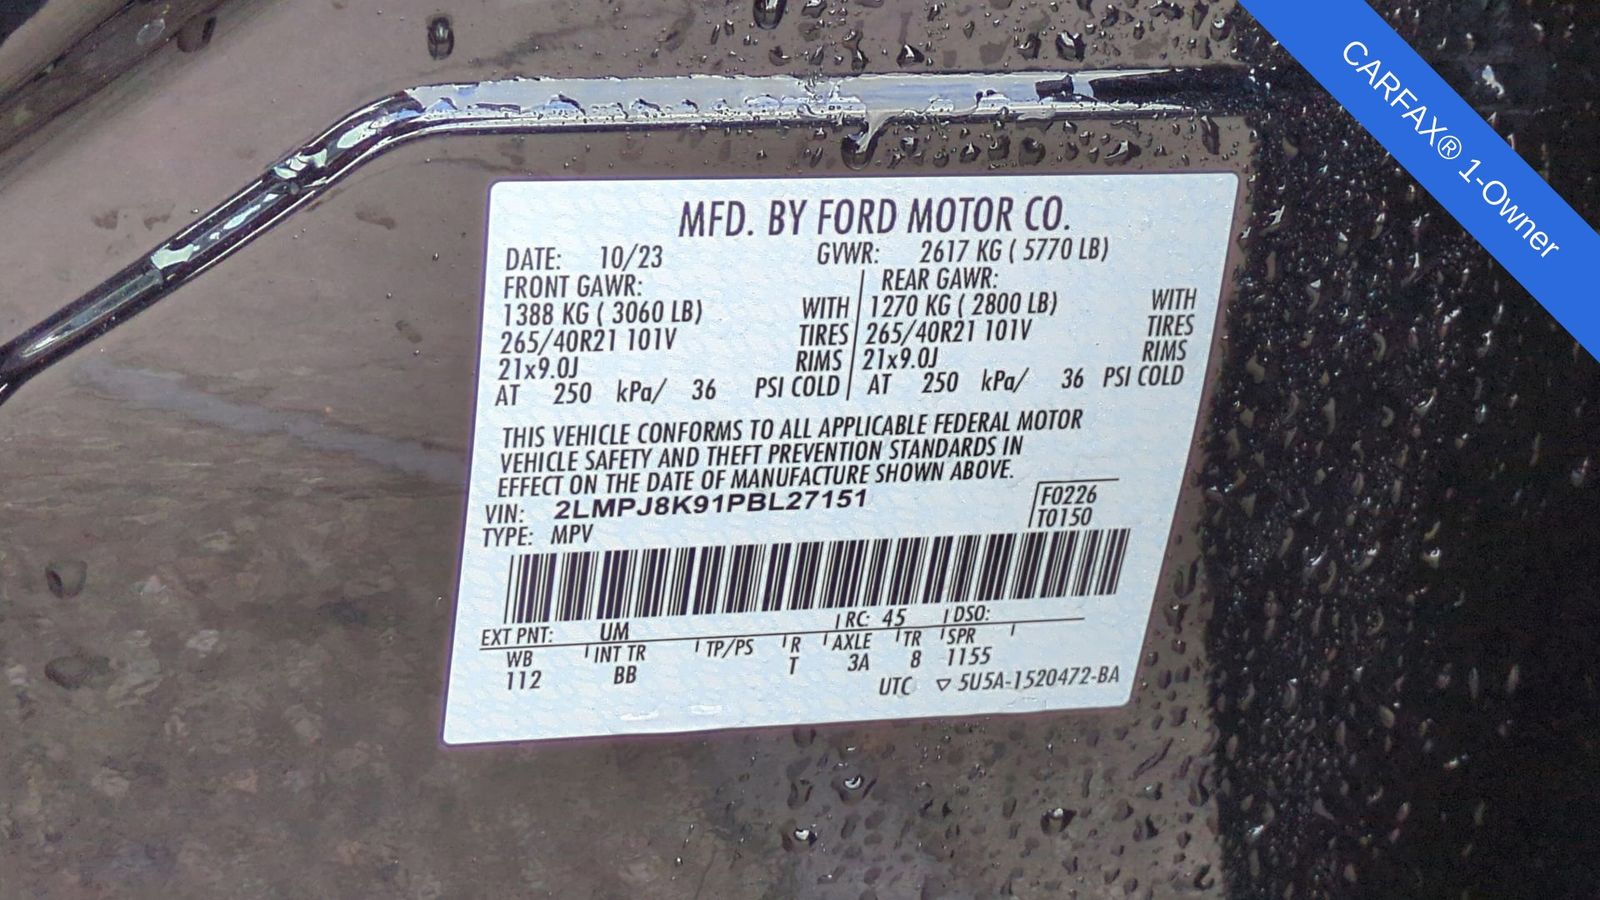 CARFAX® 1-Owner
MFD. BY FORD MOTOR CO.
DATE: 10/23 GVWR: 2617 KG ( 5770 LB)
FRONT GAWR: REAR GAWR:
1388 KG ( 3060 LB) WITH 1270 KG ( 2800 LB) WITH
265/40R21 101V TIRES 265/40R21 101V TIRES
21x9.0J RIMS 21x9.0J RIMS
AT 250 kPa/ 36 PSI COLD AT 250 kPa/ 36 PSI COLD
THIS VEHICLE CONFORMS TO ALL APPLICABLE FEDERAL MOTOR
VEHICLE SAFETY AND THEFT PREVENTION STANDARDS IN
EFFECT ON THE DATE OF MANUFACTURE SHOWN ABOVE.
VIN: 2LMPJ8K91PBL27151 F0226
TYPE: MPV T0150
EXT PNT: UM RC: 45 DSO:
WB INT TR TP/PS R AXLE TR SPR
112 BB T 3A 8 1155
UTC ▽ 5U5A-1520472-BA